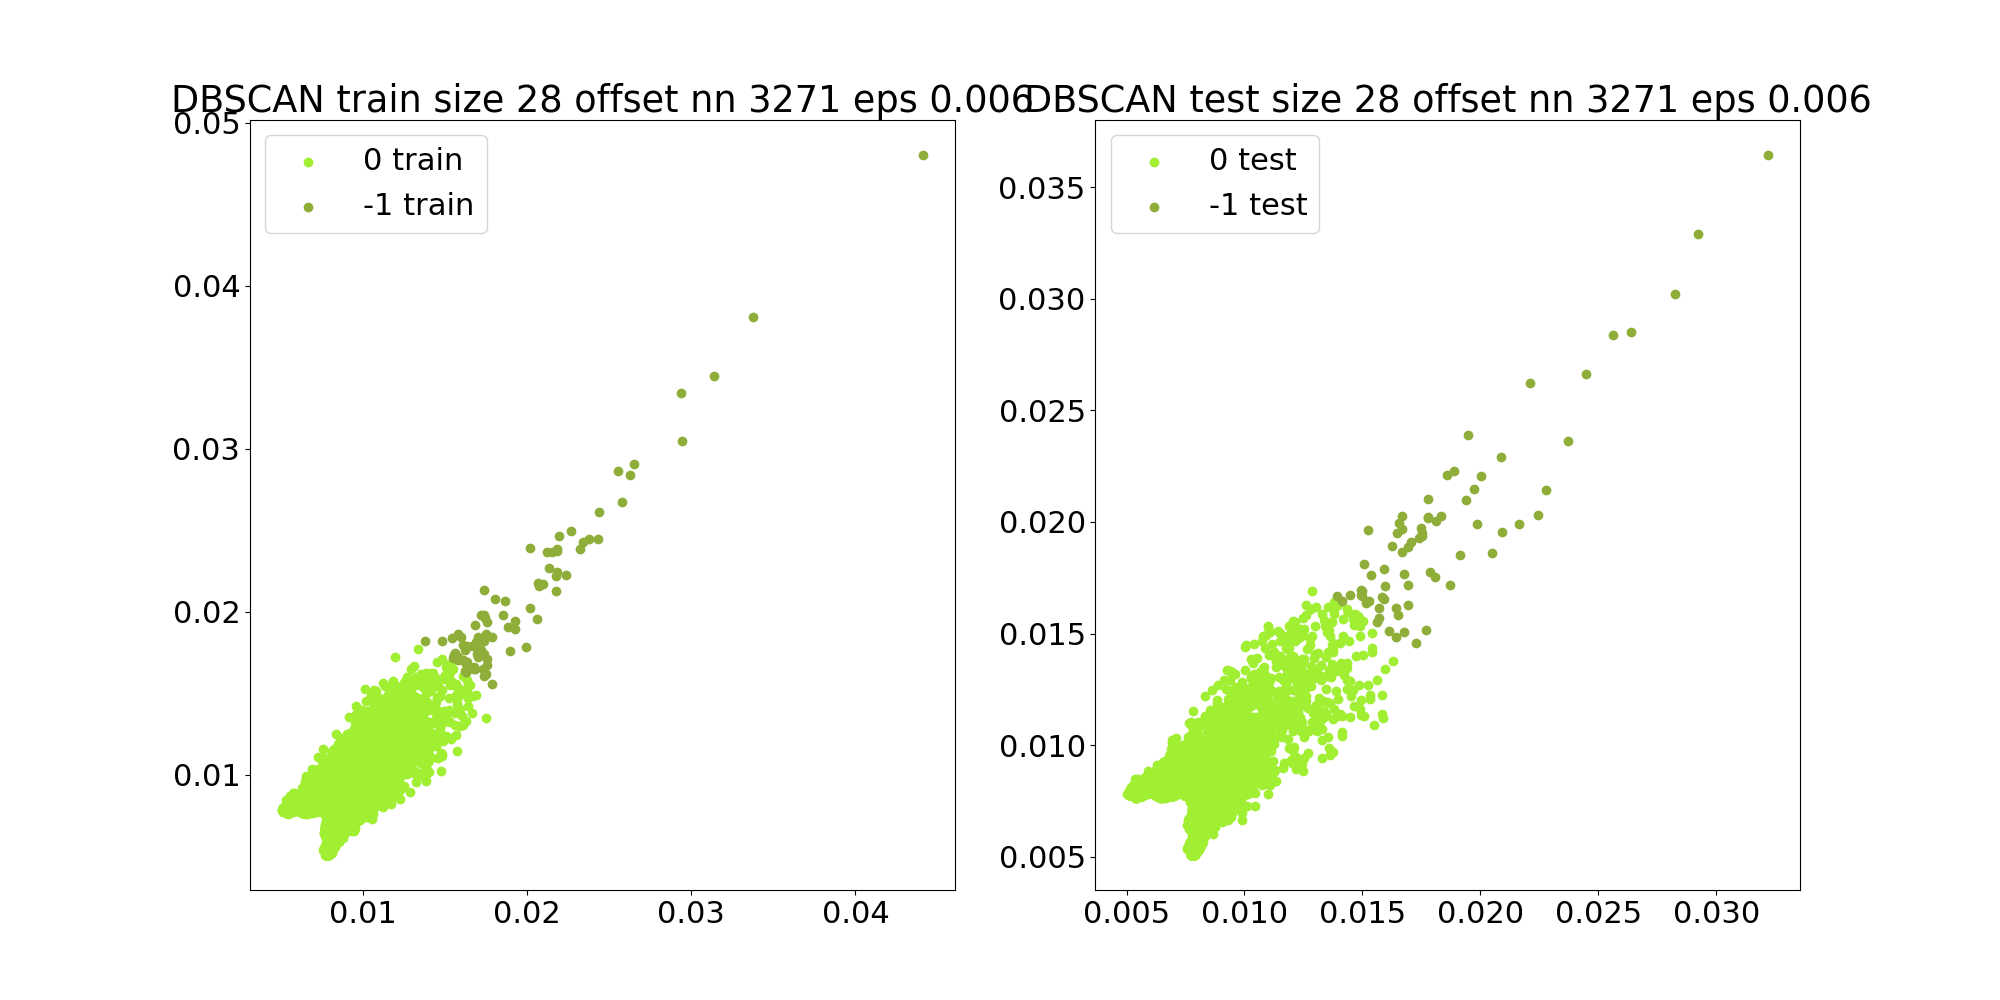 DBSCAN train size 28 offset nn 3271 eps 0.006
0.05
0.04
0.03
0.02
0.01
0 train
-1 train
0.01 0.02 0.03 0.04
DBSCAN test size 28 offset nn 3271 eps 0.006
0.035
0.030
0.025
0.020
0.015
0.010
0.005
0 test
-1 test
0.005 0.010 0.015 0.020 0.025 0.030